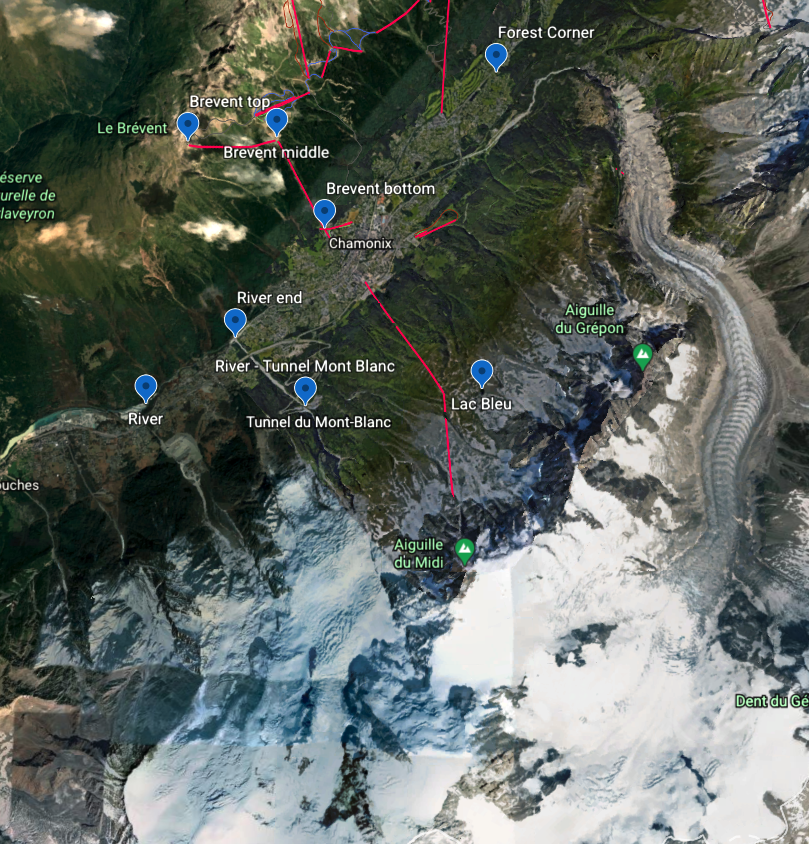 Forest Corner
Brevent top
Le Brévent
Brevent middle
éserve
urelle de
laveyron
Brevent bottom
Chamonix
River end
Aiguille
du Grépon
River - Tunnel Mont Blanc
River
Lac Bleu
Tunnel du Mont-Blanc
ouches
Aiguille
du Midi
Dent du Gé